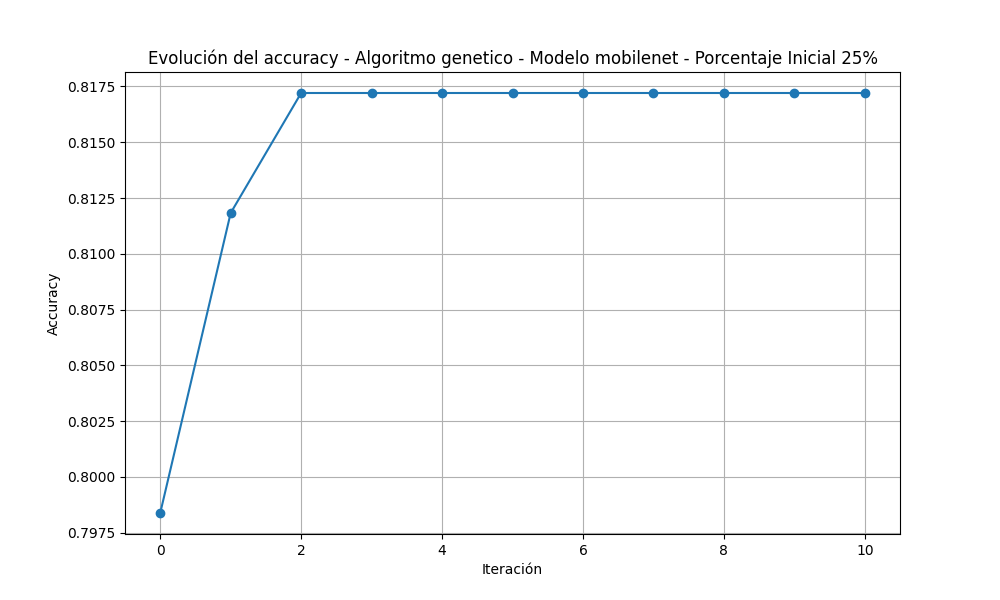 Evolución del accuracy - Algoritmo genetico - Modelo mobilenet - Porcentaje Inicial 25%
0.8175
0.8150
0.8125
0.8100
0.8075
0.8050
0.8025
0.8000
0.7975
Accuracy
0 2 4 6 8 10
Iteración